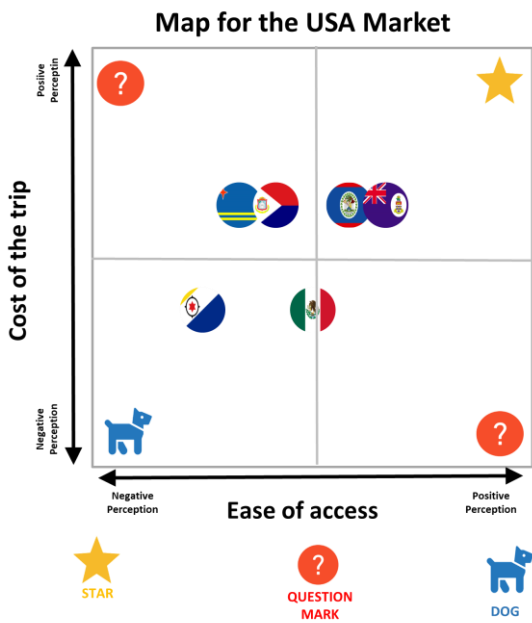 Map for the USA Market
Posiive
Perceptin
?
Cost of the trip
Negative
Perception
?
Negative
Perception
Ease of access
Positive
Perception
STAR
?
QUESTION
MARK
DOG